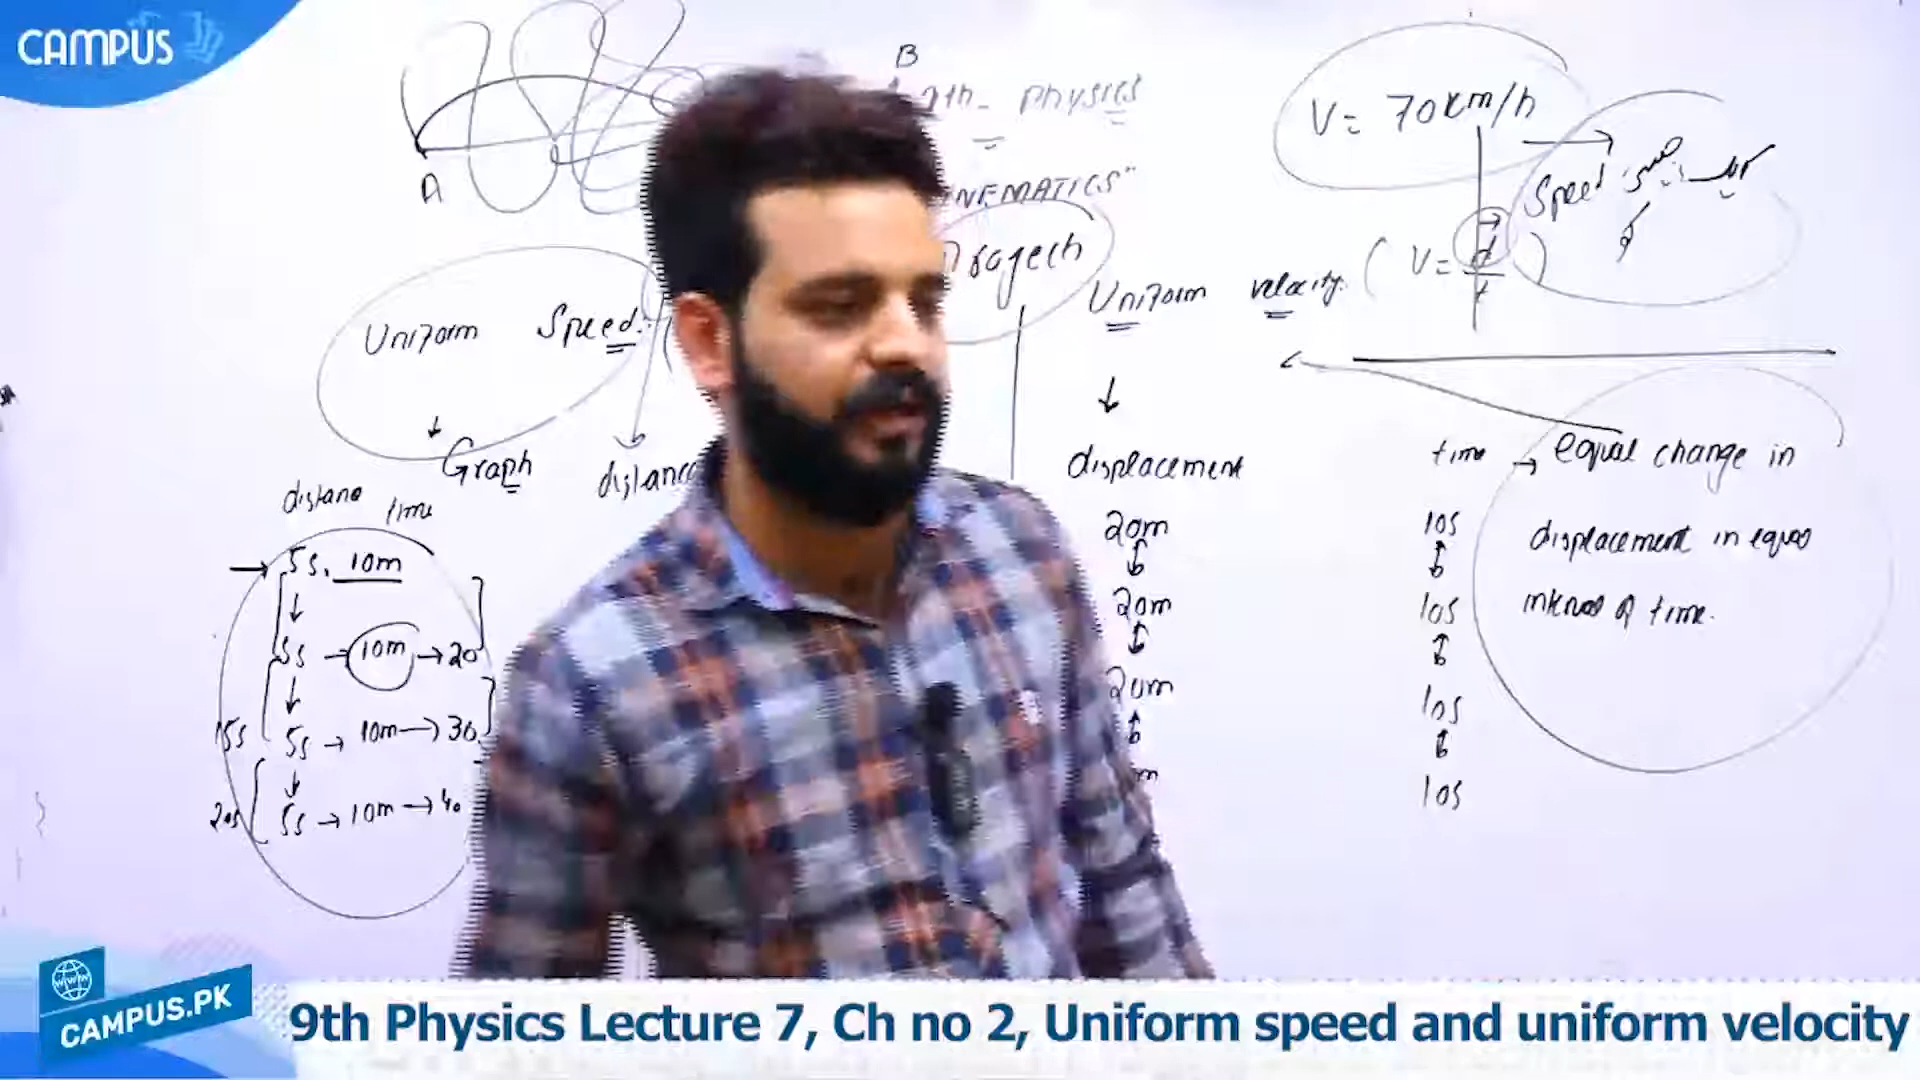 CAMPUS
B
9th- Physics
V= 70km/h
A
NEMATICS"
Speed
Uniform Speed.
Uniform velocity. ( V= d/t )
Graph
distance
displacement
time → equal change in
displacement in equal
interval of time.
distanc time
→ 5s, 10m
5s → 10m → 20
15s 5s → 10m → 30
20s 5s → 10m → 40
20m 10s
20m 10s
20m 10s
m 10s
www
CAMPUS.PK
9th Physics Lecture 7, Ch no 2, Uniform speed and uniform velocity